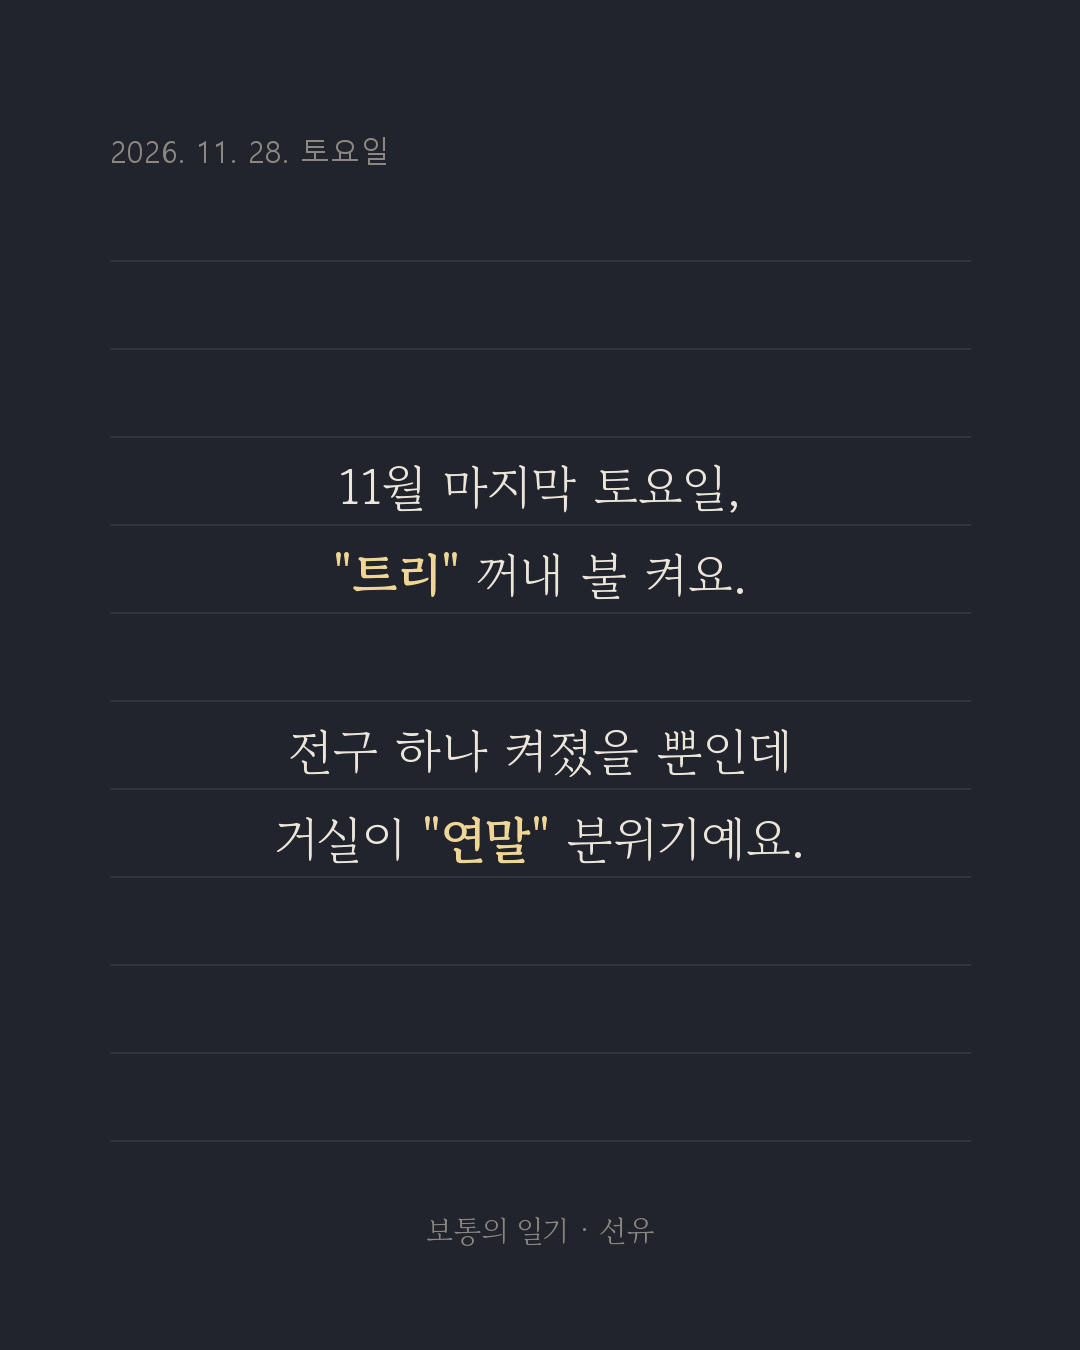 2026. 11. 28. 토요일
11월 마지막 토요일,
"트리" 꺼내 불 켜요.
전구 하나 켜졌을 뿐인데
거실이 "연말" 분위기예요.
보통의 일기 · 선유